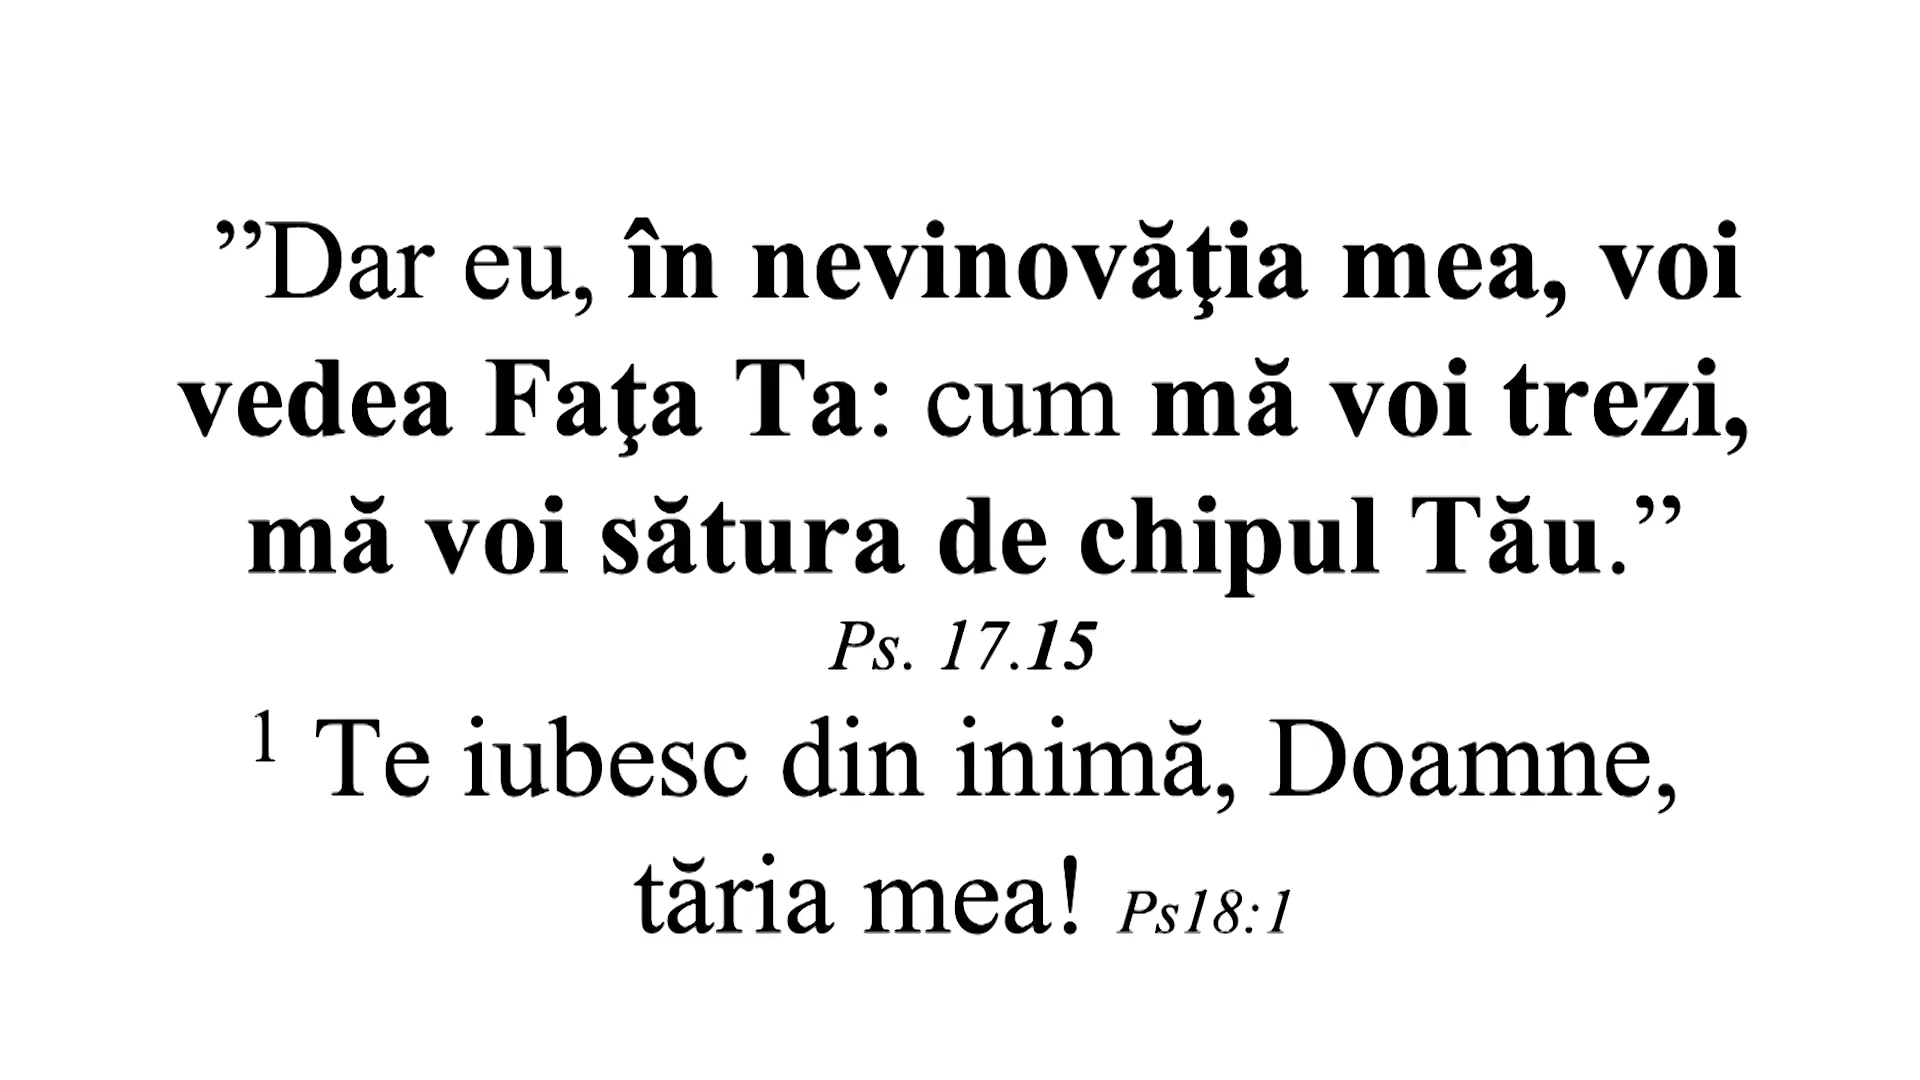 ”Dar eu, în nevinovăţia mea, voi
vedea Faţa Ta: cum mă voi trezi,
mă voi sătura de chipul Tău.”
Ps. 17.15
1 Te iubesc din inimă, Doamne,
tăria mea! Ps18:1